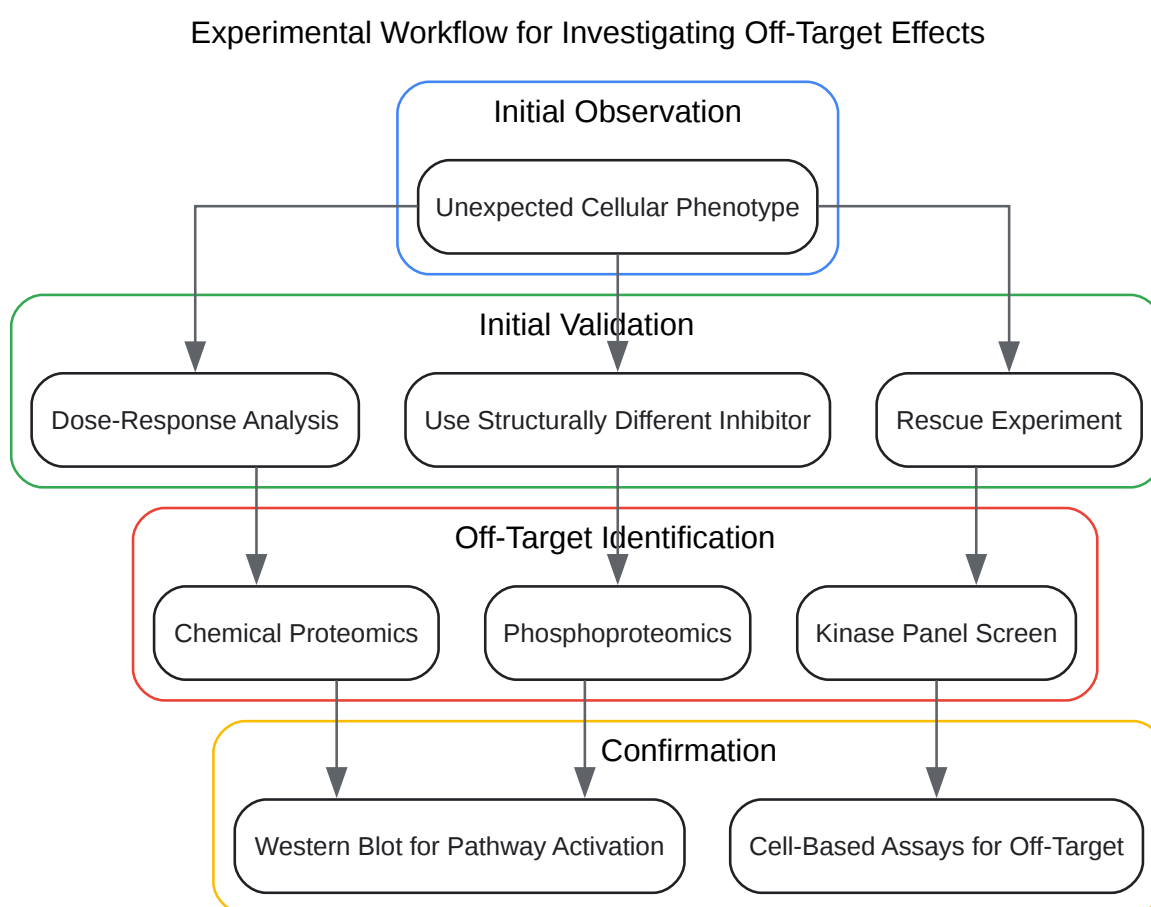 Experimental Workflow for Investigating Off-Target Effects
Initial Observation
Unexpected Cellular Phenotype
Initial Validation
Dose-Response Analysis
Use Structurally Different Inhibitor
Rescue Experiment
Off-Target Identification
Chemical Proteomics
Phosphoproteomics
Kinase Panel Screen
Confirmation
Western Blot for Pathway Activation
Cell-Based Assays for Off-Target